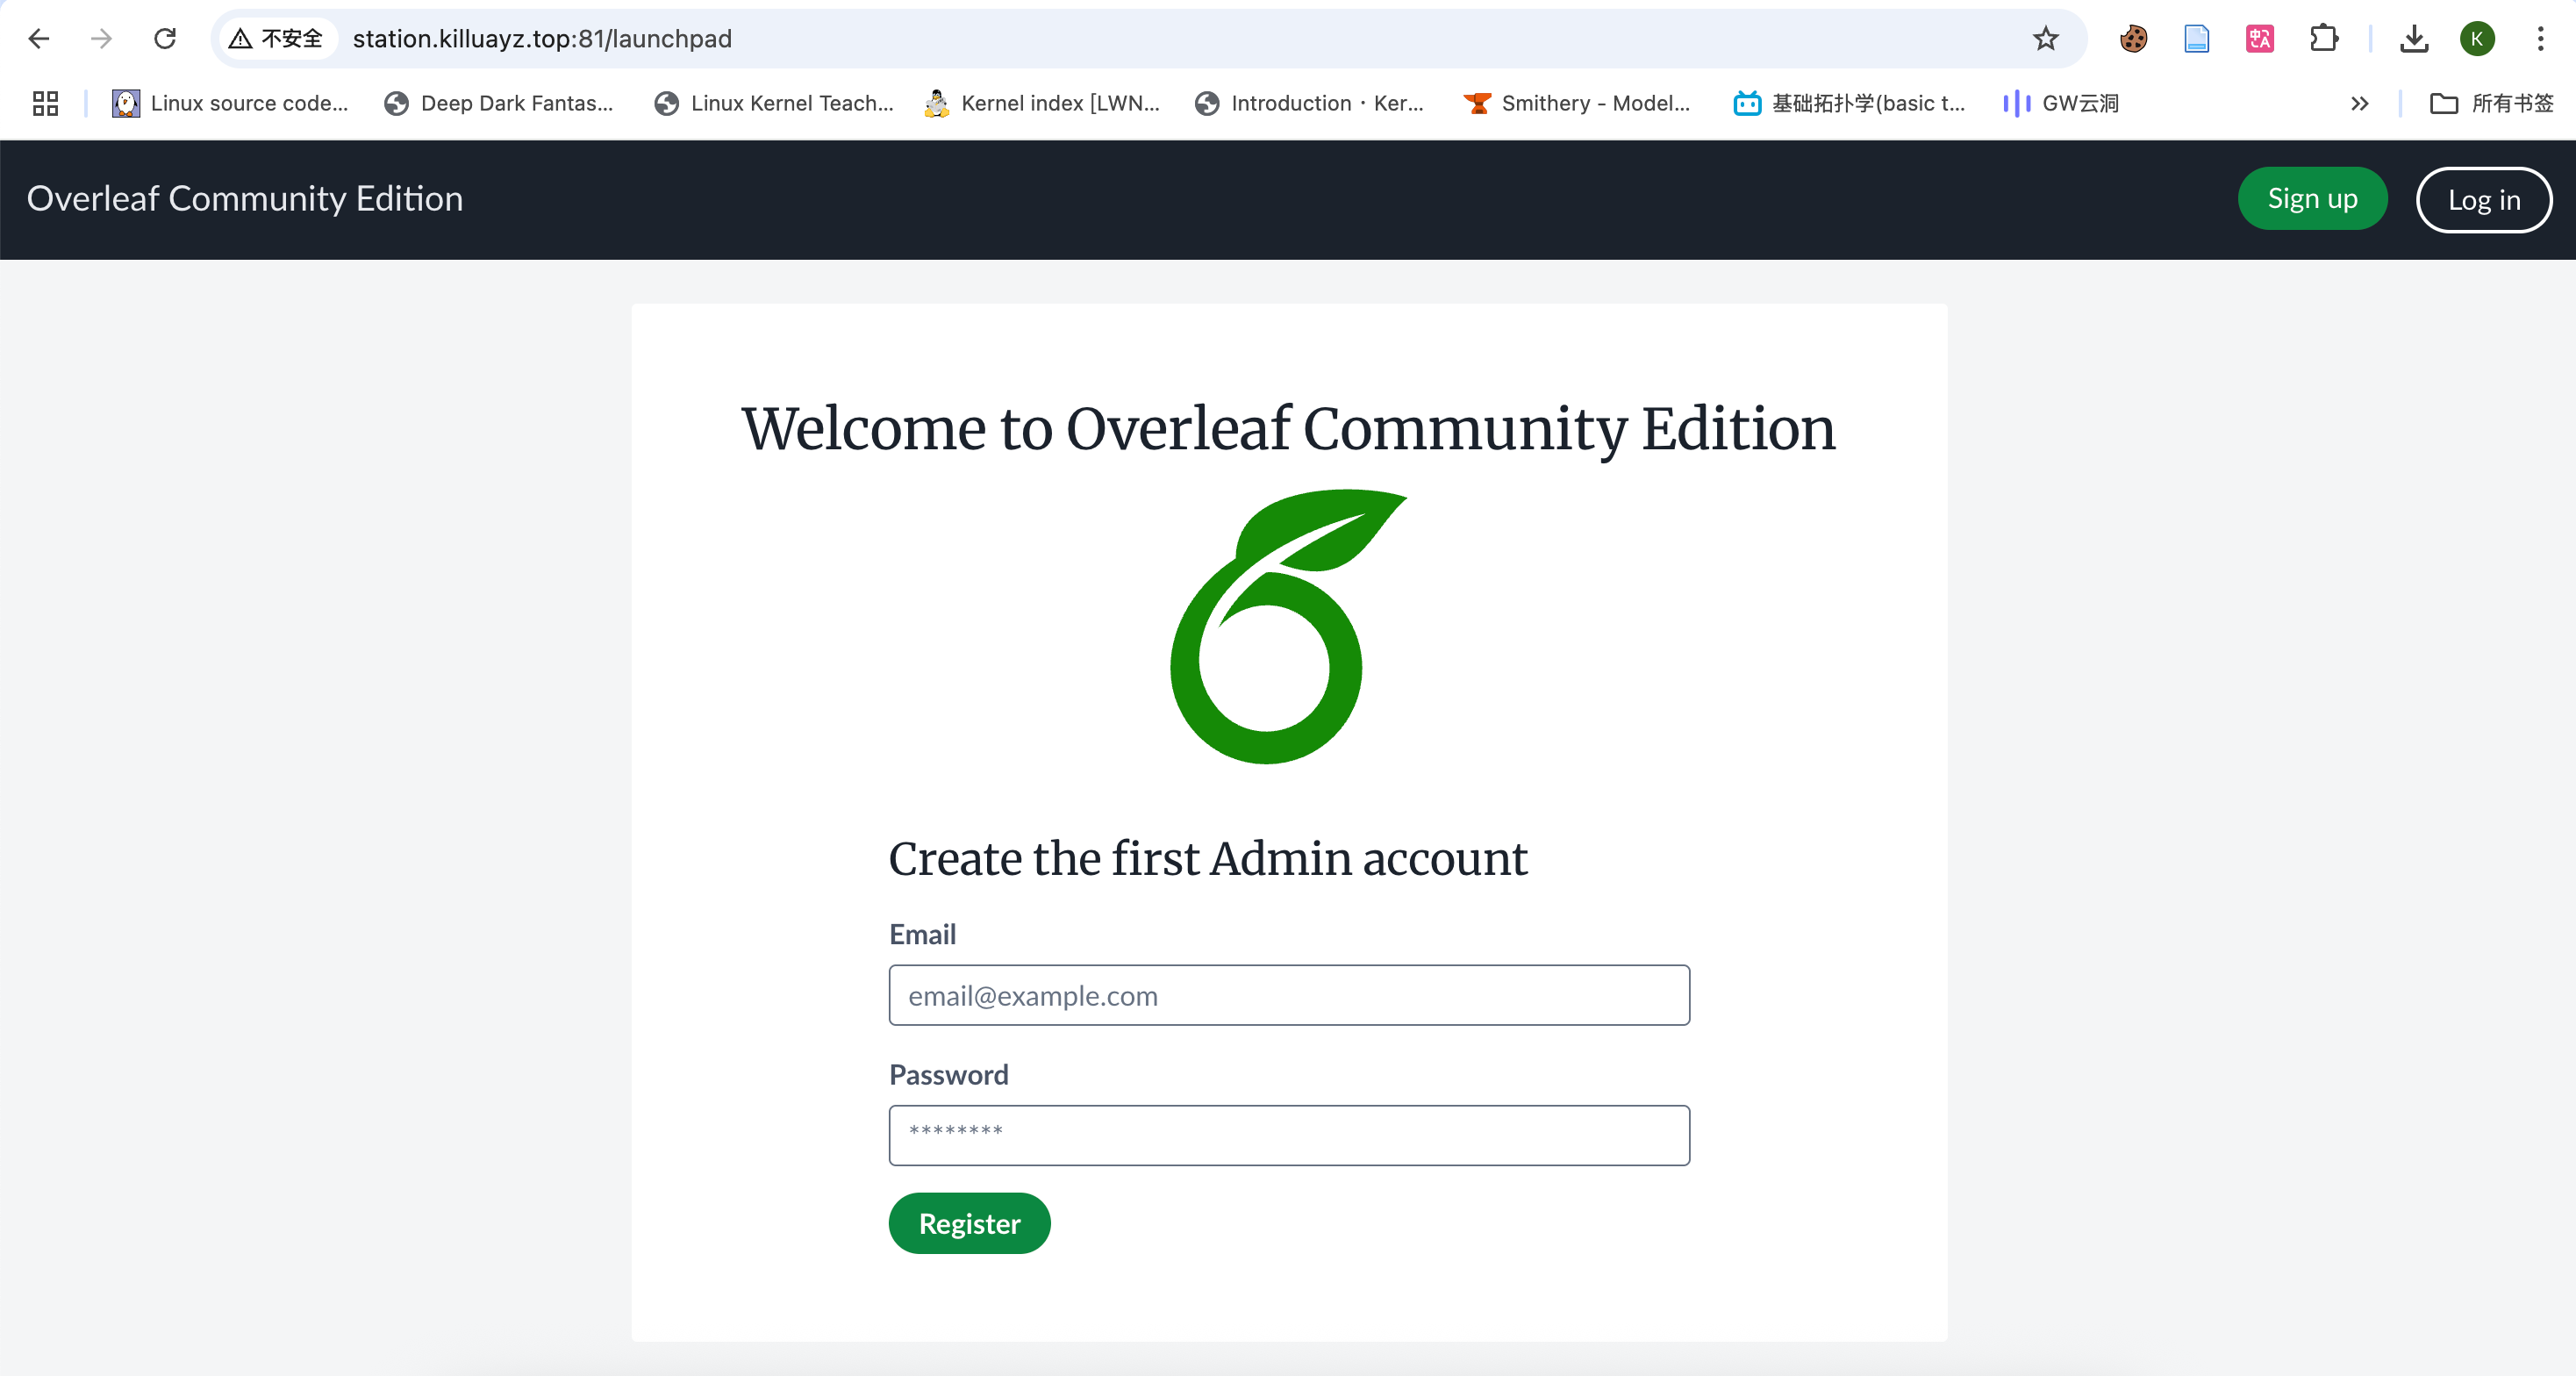 不安全 station.killuayz.top:81/launchpad K
Linux source code... Deep Dark Fantas... Linux Kernel Teach... Kernel index [LWN... Introduction · Ker... Smithery - Model... 基础拓扑学(basic t... GW云洞 » 所有书签
Overleaf Community Edition Sign up Log in
Welcome to Overleaf Community Edition
Create the first Admin account
Email
email@example.com
Password
********
Register